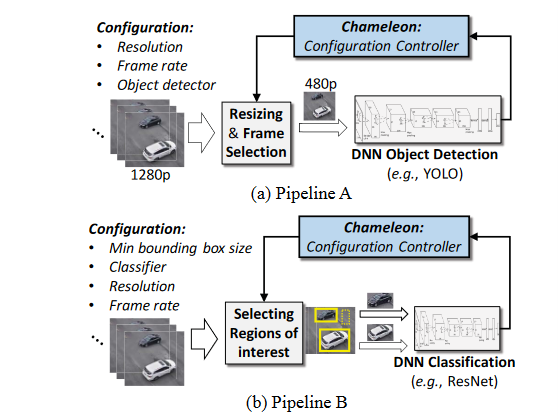 Configuration:
• Resolution
• Frame rate
• Object detector
Chameleon:
Configuration Controller
...
1280p
Resizing
& Frame
Selection
480p
DNN Object Detection
(e.g., YOLO)
(a) Pipeline A
Configuration:
• Min bounding box size
• Classifier
• Resolution
• Frame rate
Chameleon:
Configuration Controller
...
Selecting
Regions of
interest
DNN Classification
(e.g., ResNet)
(b) Pipeline B